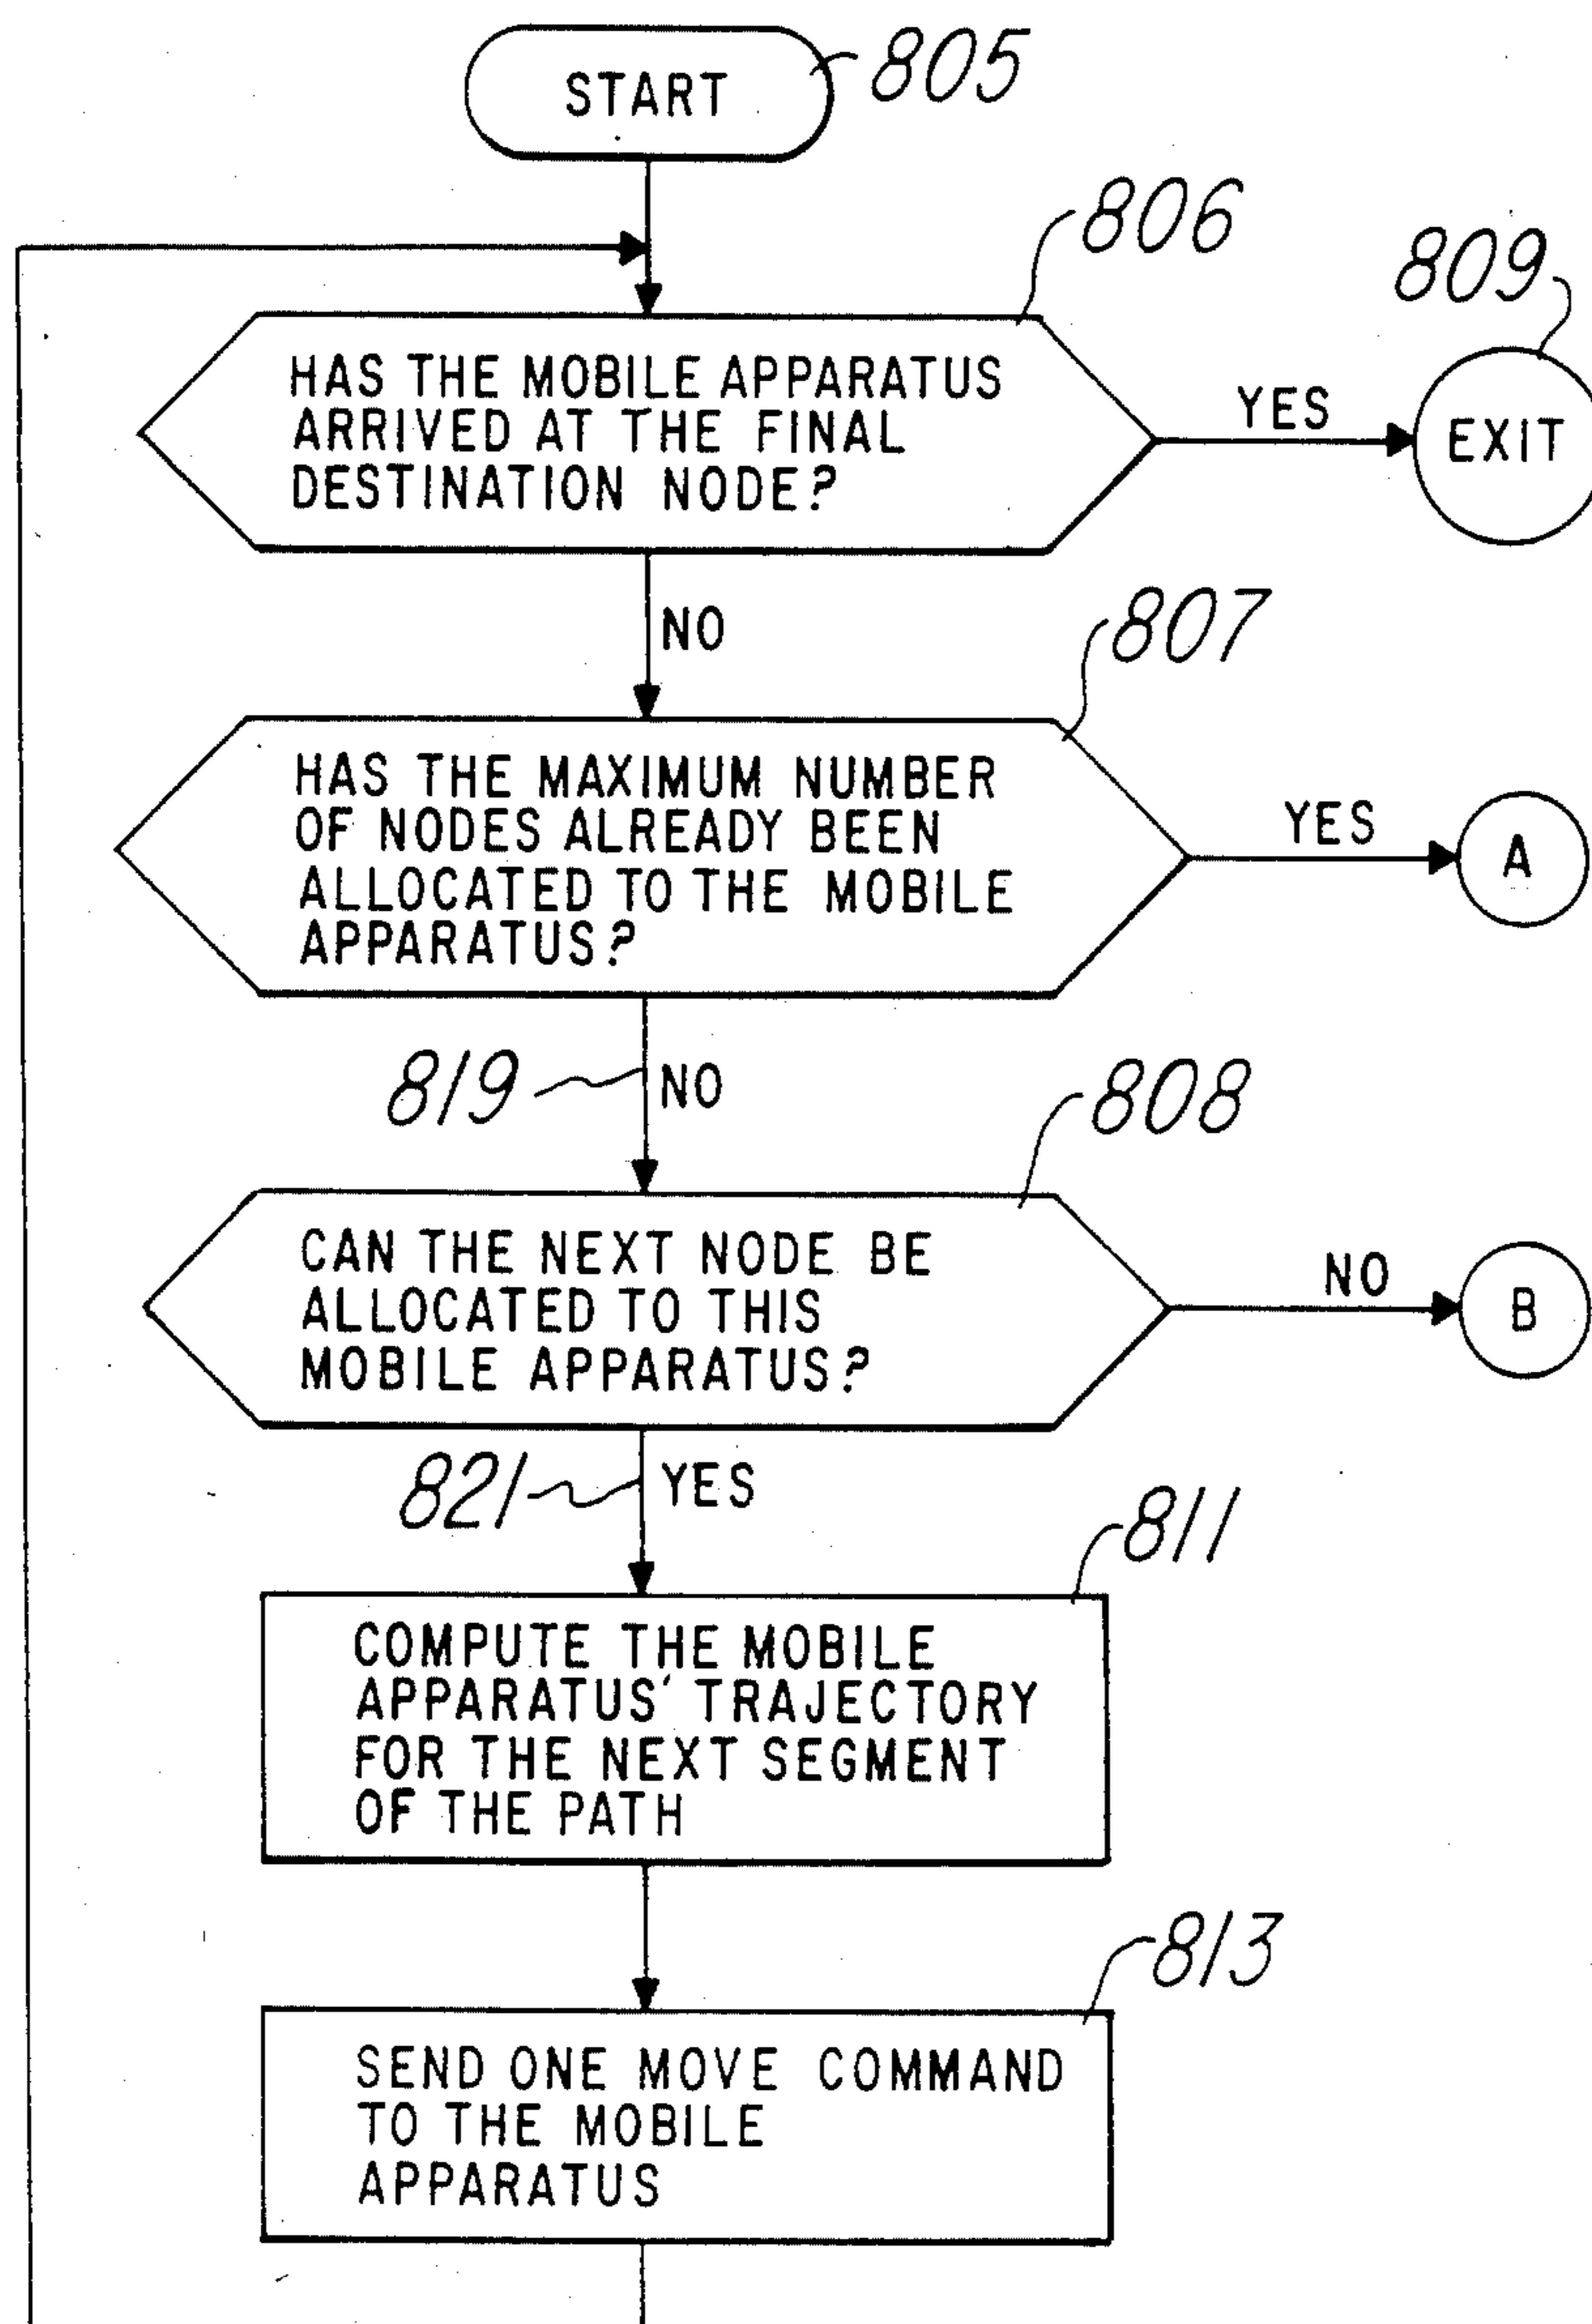 START
805
806
809
HAS THE MOBILE APPARATUS
ARRIVED AT THE FINAL
DESTINATION NODE?
YES
EXIT
NO
807
HAS THE MAXIMUM NUMBER
OF NODES ALREADY BEEN
ALLOCATED TO THE MOBILE
APPARATUS?
YES
A
819
NO
808
CAN THE NEXT NODE BE
ALLOCATED TO THIS
MOBILE APPARATUS?
NO
B
821
YES
811
COMPUTE THE MOBILE
APPARATUS' TRAJECTORY
FOR THE NEXT SEGMENT
OF THE PATH
813
SEND ONE MOVE COMMAND
TO THE MOBILE
APPARATUS